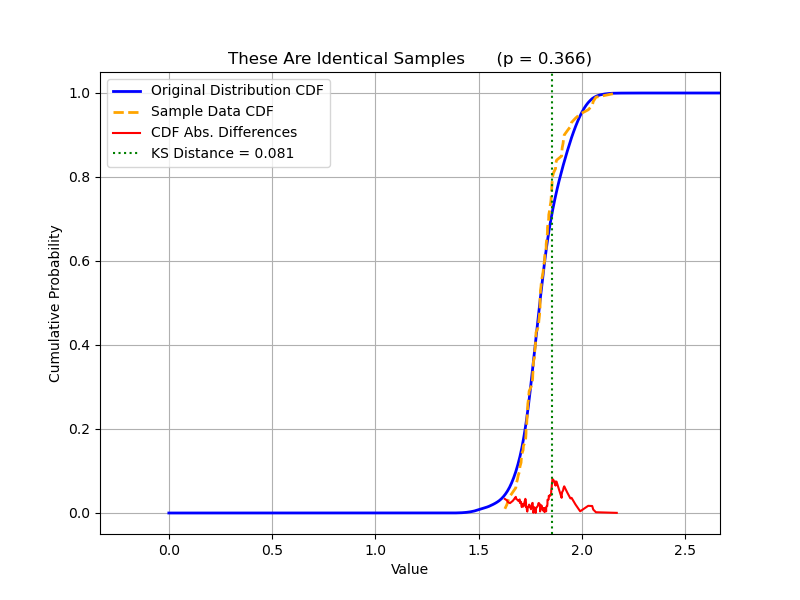 These Are Identical Samples (p = 0.366)
Original Distribution CDF
Sample Data CDF
CDF Abs. Differences
KS Distance = 0.081
Cumulative Probability
1.0
0.8
0.6
0.4
0.2
0.0
0.0 0.5 1.0 1.5 2.0 2.5
Value